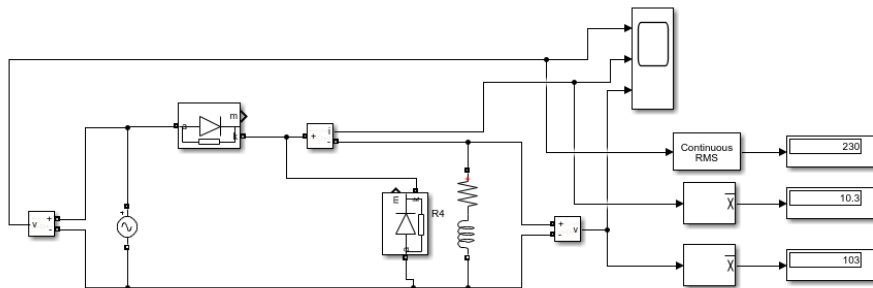 m
a
k
+
i
-
Continuous
RMS
230
10.3
103
R4
v
+
-
+
-
v
x
x